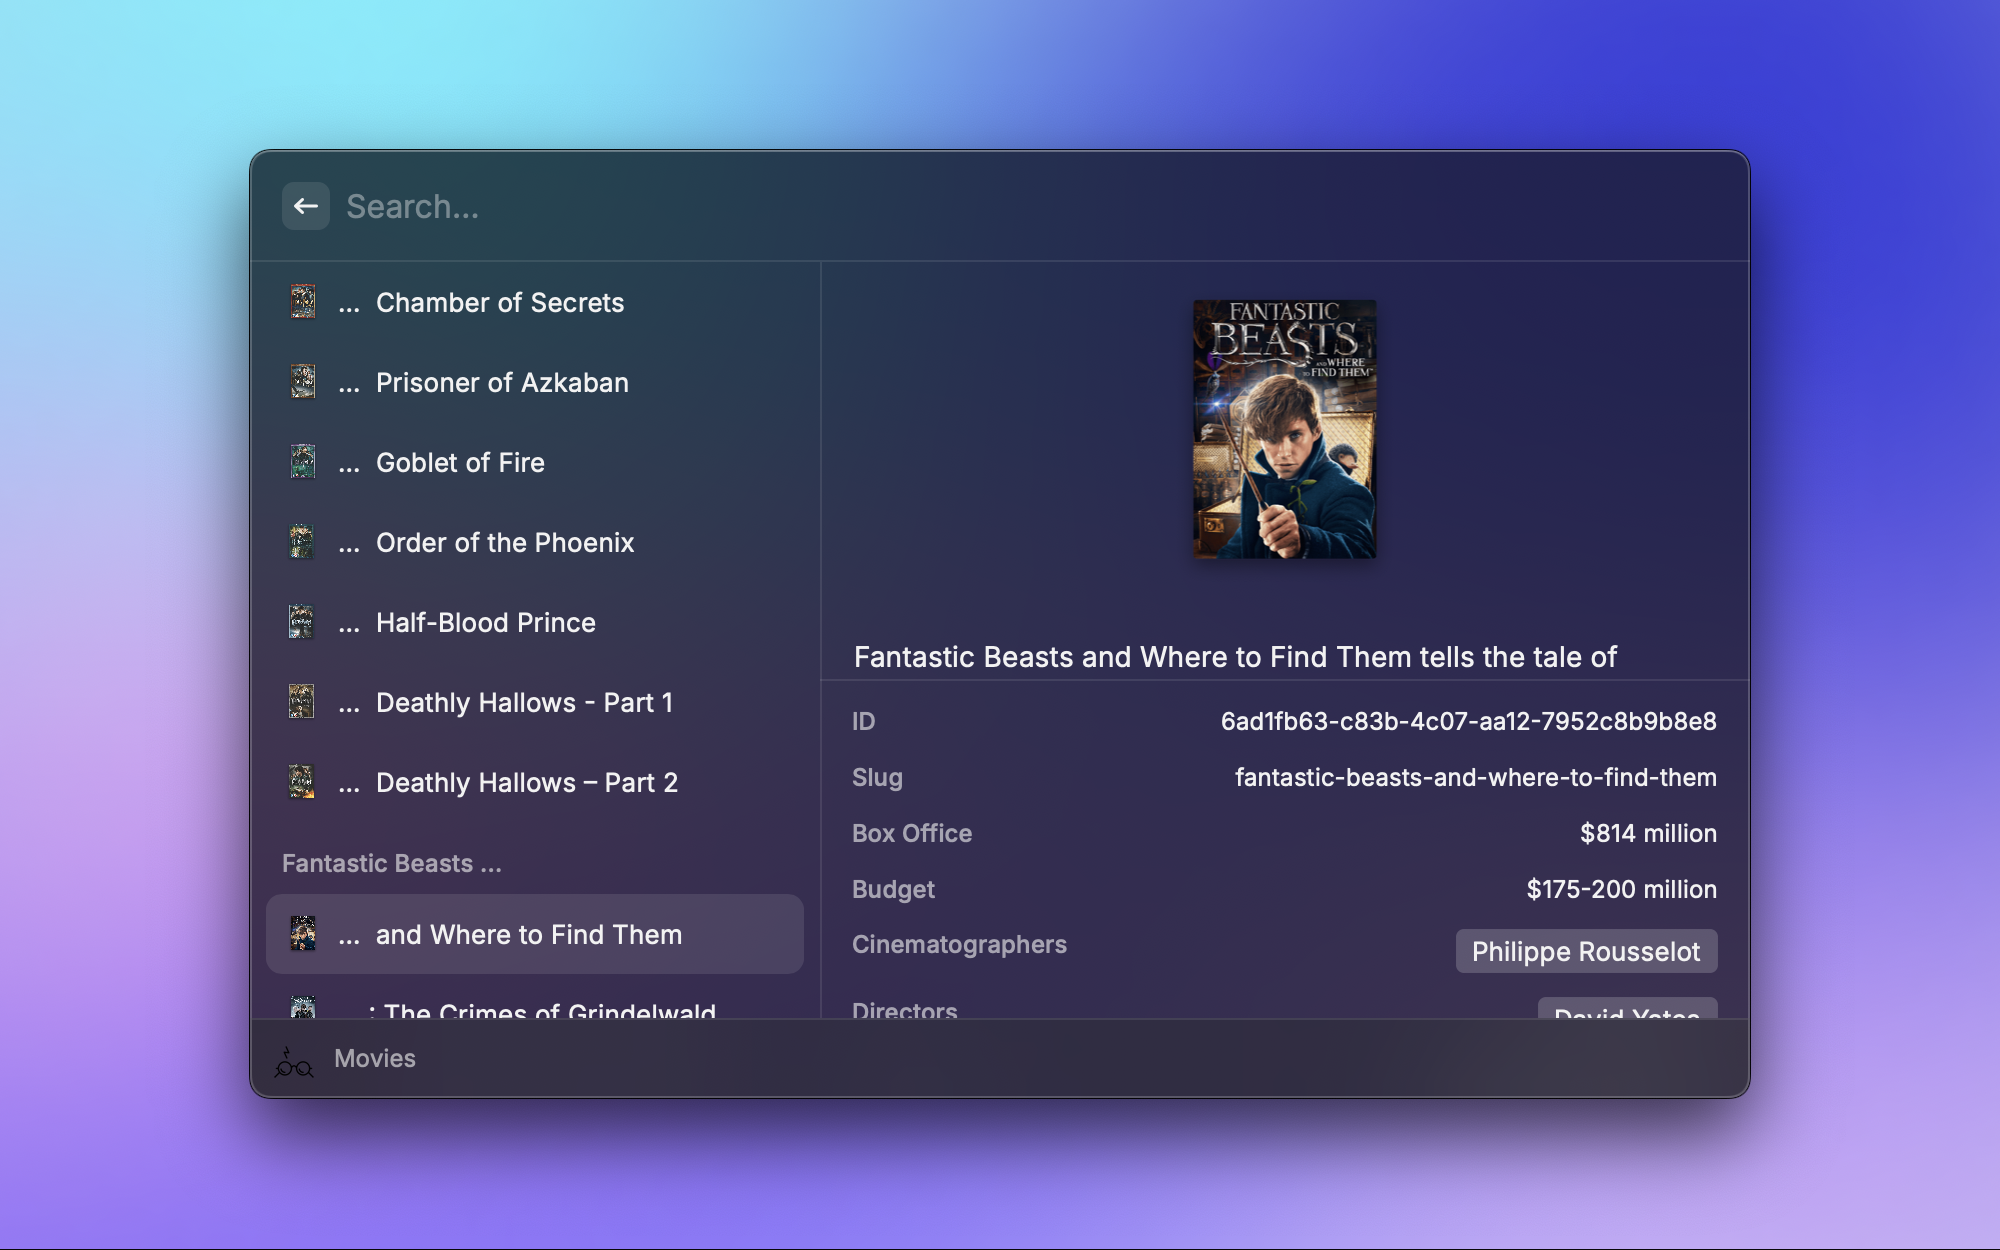 Search...
... Chamber of Secrets
... Prisoner of Azkaban
... Goblet of Fire
... Order of the Phoenix
... Half-Blood Prince
... Deathly Hallows - Part 1
... Deathly Hallows – Part 2
Fantastic Beasts ...
... and Where to Find Them
: The Crimes of Grindelwald
FANTASTIC
BEASTS
AND WHERE
TO FIND THEM
Fantastic Beasts and Where to Find Them tells the tale of
ID 6ad1fb63-c83b-4c07-aa12-7952c8b9b8e8
Slug fantastic-beasts-and-where-to-find-them
Box Office $814 million
Budget $175-200 million
Cinematographers Philippe Rousselot
Directors David Yates
Movies